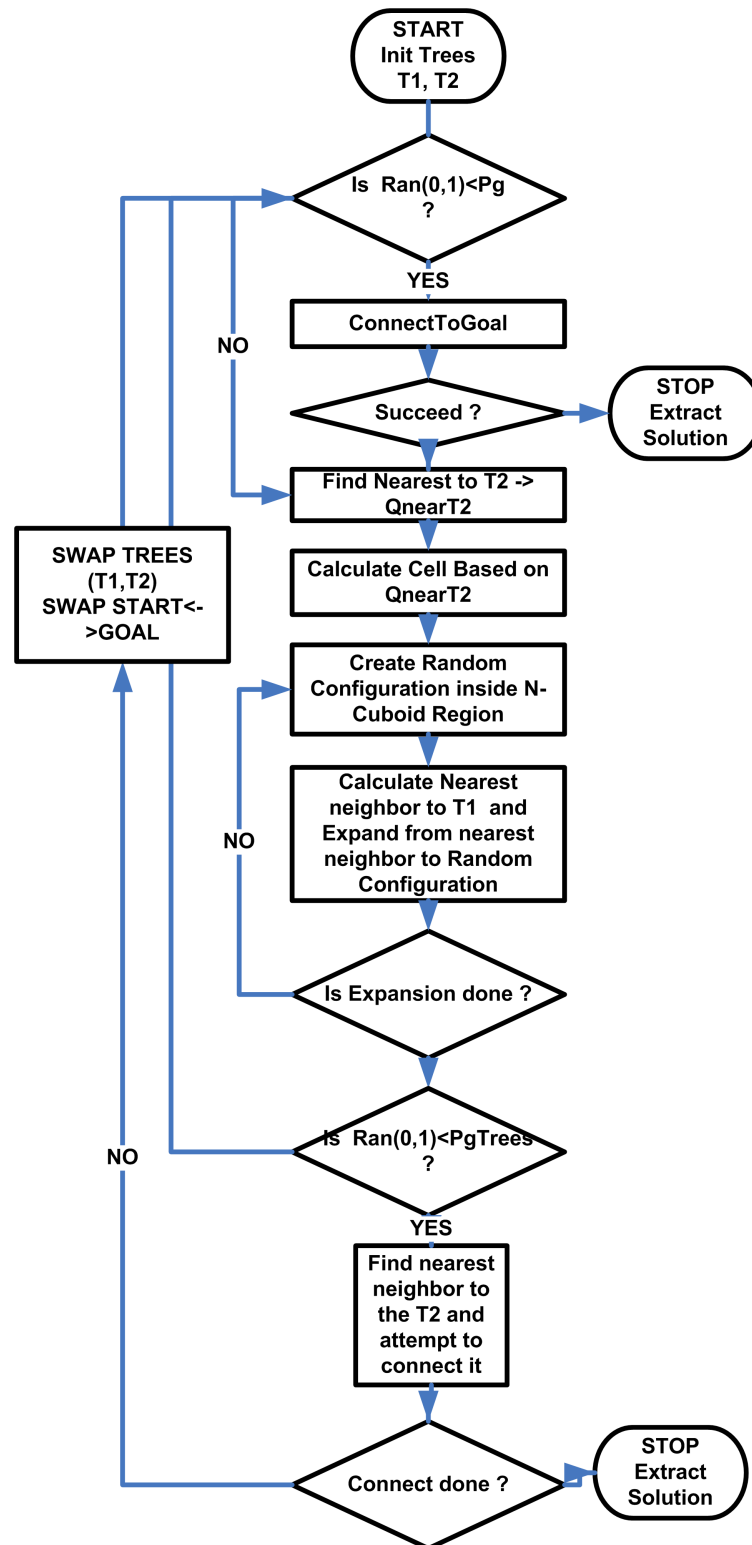 START
Init Trees
T1, T2
Is Ran(0,1)<Pg
?
YES
ConnectToGoal
NO
Succeed ?
STOP
Extract
Solution
Find Nearest to T2 ->
QnearT2
SWAP TREES
(T1,T2)
SWAP START<-
>GOAL
Calculate Cell Based on
QnearT2
Create Random
Configuration inside N-
Cuboid Region
Calculate Nearest
neighbor to T1 and
Expand from nearest
neighbor to Random
Configuration
NO
Is Expansion done ?
Is Ran(0,1)<PgTrees
?
NO
YES
Find nearest
neighbor to
the T2 and
attempt to
connect it
Connect done ?
STOP
Extract
Solution